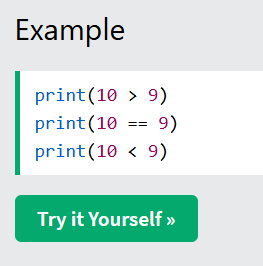 Example
print(10 > 9)
print(10 == 9)
print(10 < 9)
Try it Yourself »